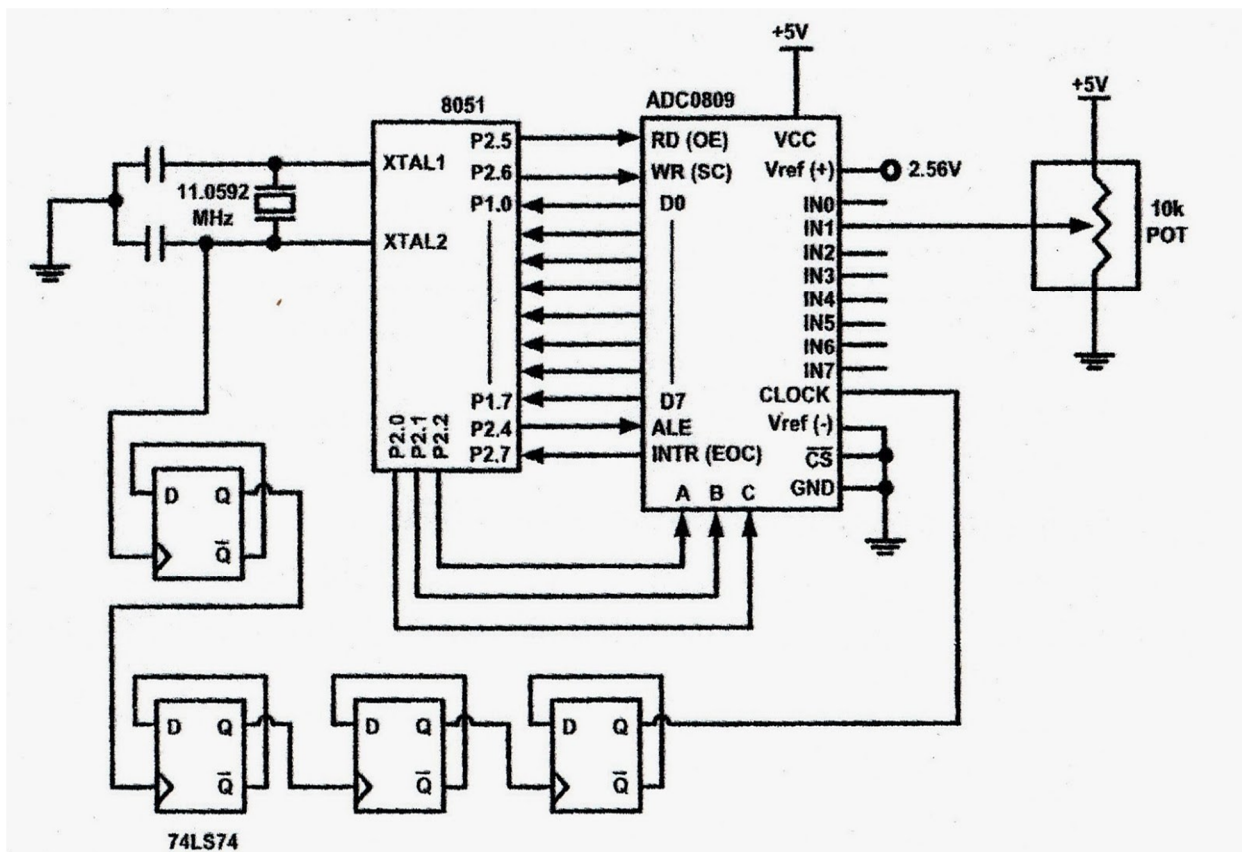 +5V
+5V
8051
ADC0809
P2.5
RD (OE)
VCC
XTAL1
P2.6
WR (SC)
Vref (+)
2.56V
11.0592
MHz
P1.0
D0
IN0
IN1
10k
POT
XTAL2
IN2
IN3
IN4
IN5
IN6
IN7
CLOCK
P1.7
D7
P2.0
P2.1
P2.2
P2.4
ALE
Vref (-)
P2.7
INTR (EOC)
CS
GND
A B C
D Q
Q
D Q
D Q
D Q
Q
Q
Q
74LS74